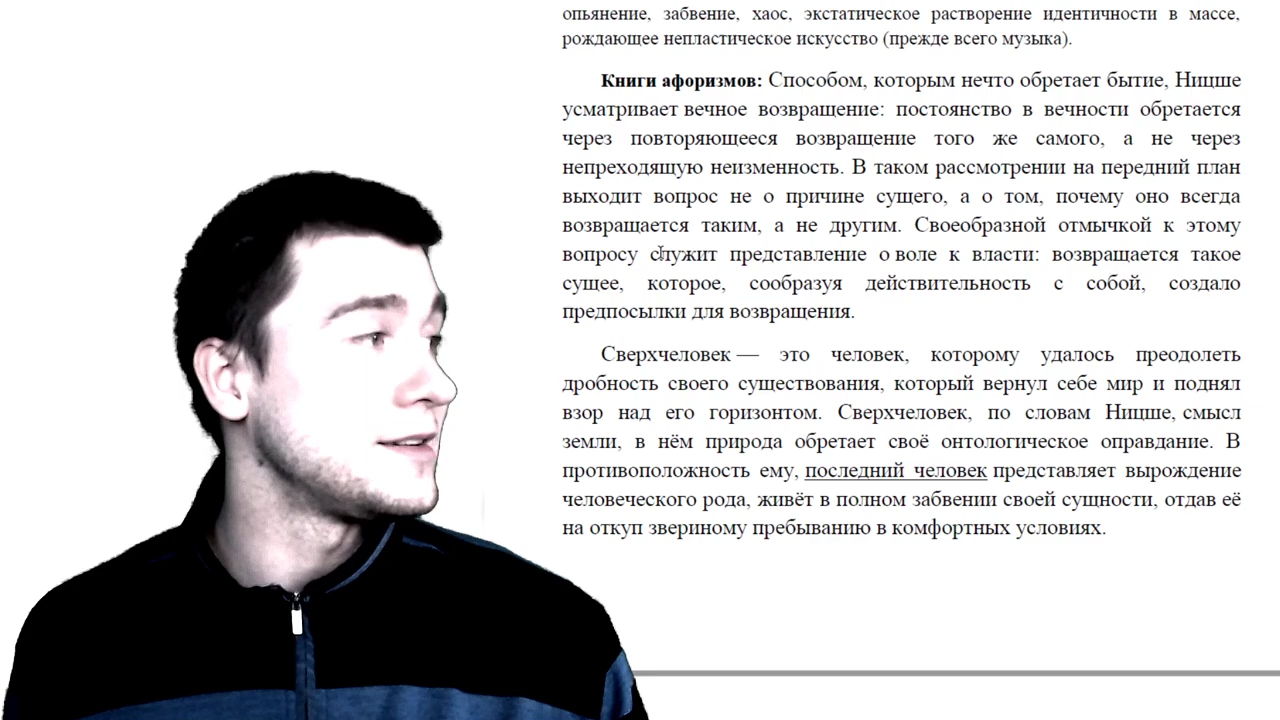 опьянение, забвение, хаос, экстатическое растворение идентичности в массе,
рождающее непластическое искусство (прежде всего музыка).
Книги афоризмов: Способом, которым нечто обретает бытие, Ницше
усматривает вечное возвращение: постоянство в вечности обретается
через повторяющееся возвращение того же самого, а не через
непреходящую неизменность. В таком рассмотрении на передний план
выходит вопрос не о причине сущего, а о том, почему оно всегда
возвращается таким, а не другим. Своеобразной отмычкой к этому
вопросу служит представление о воле к власти: возвращается такое
сущее, которое, сообразуя действительность с собой, создало
предпосылки для возвращения.
Сверхчеловек — это человек, которому удалось преодолеть
дробность своего существования, который вернул себе мир и поднял
взор над его горизонтом. Сверхчеловек, по словам Ницше, смысл
земли, в нём природа обретает своё онтологическое оправдание. В
противоположность ему, последний человек представляет вырождение
человеческого рода, живёт в полном забвении своей сущности, отдав её
на откуп звериному пребыванию в комфортных условиях.